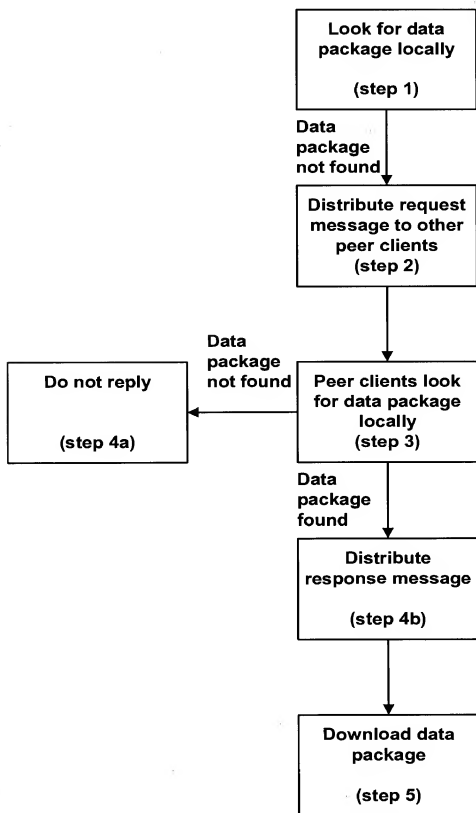 Look for data
package locally
(step 1)
Data
package
not found
Distribute request
message to other
peer clients
(step 2)
Data
package
not found
Do not reply
(step 4a)
Peer clients look
for data package
locally
(step 3)
Data
package
found
Distribute
response message
(step 4b)
Download data
package
(step 5)